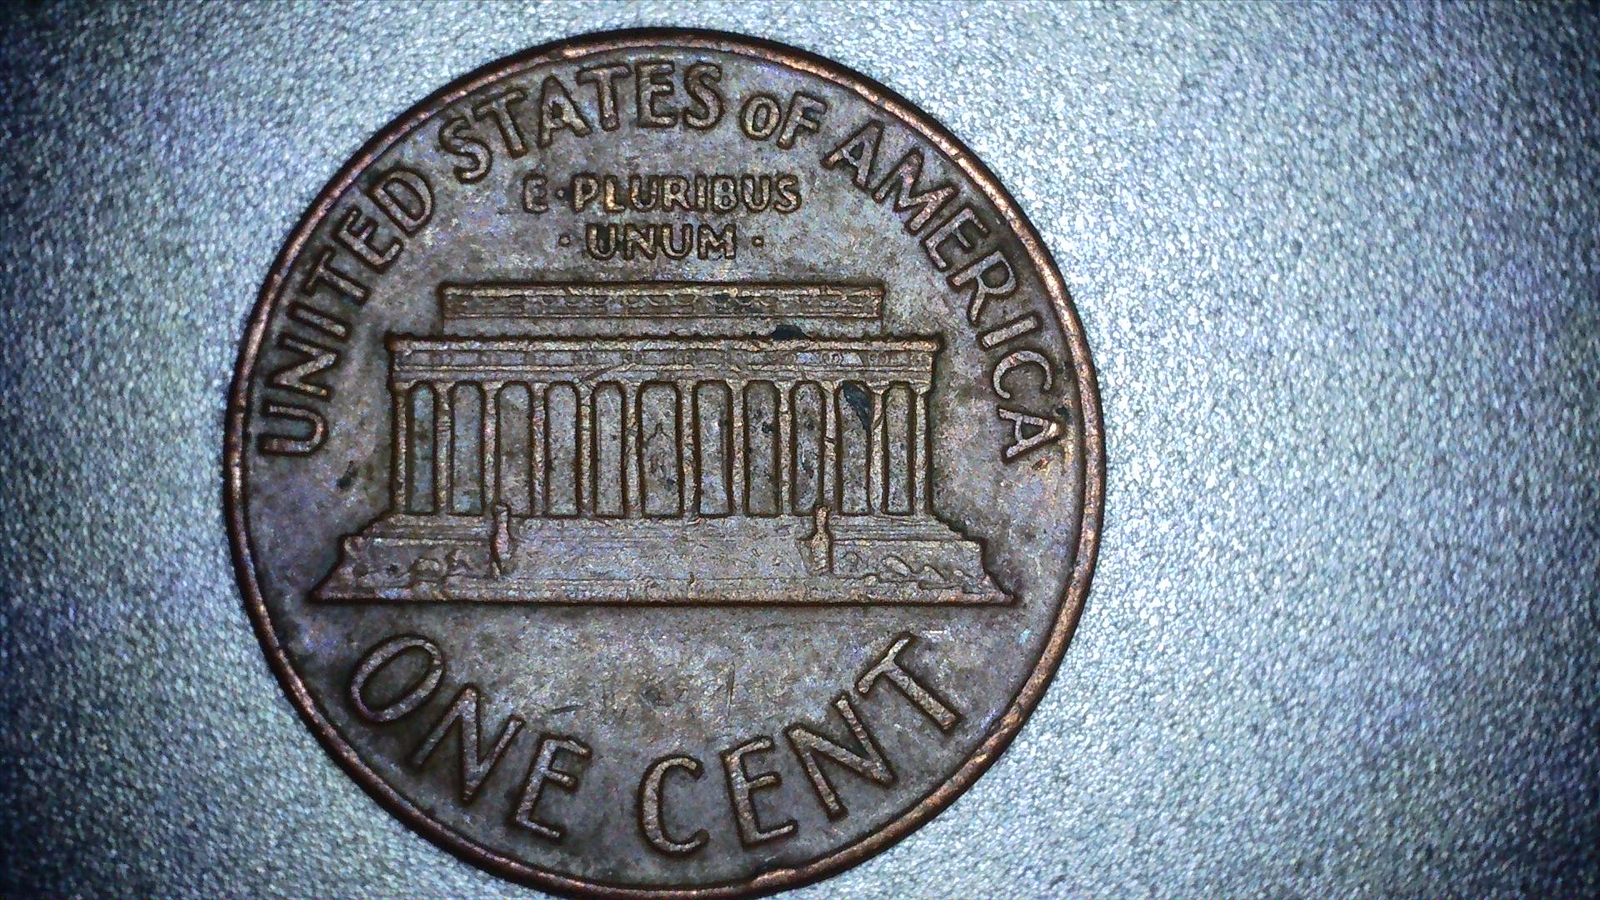 UNITED STATES OF AMERICA
E·PLURIBUS
·UNUM·
ONE CENT